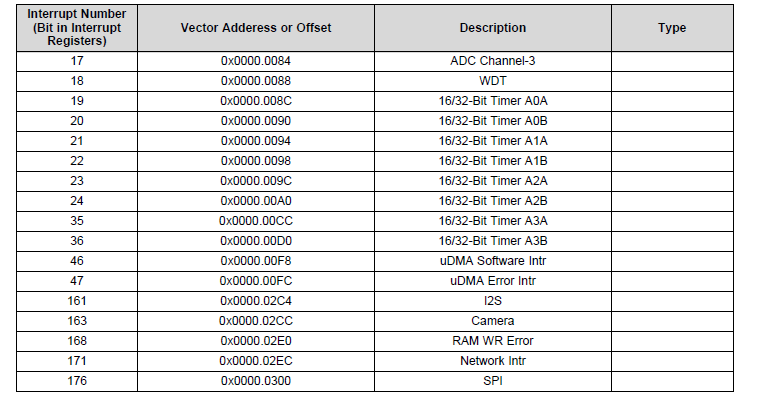 Interrupt Number (Bit in Interrupt Registers) Vector Adderess or Offset Description Type
17 0x0000.0084 ADC Channel-3
18 0x0000.0088 WDT
19 0x0000.008C 16/32-Bit Timer A0A
20 0x0000.0090 16/32-Bit Timer A0B
21 0x0000.0094 16/32-Bit Timer A1A
22 0x0000.0098 16/32-Bit Timer A1B
23 0x0000.009C 16/32-Bit Timer A2A
24 0x0000.00A0 16/32-Bit Timer A2B
35 0x0000.00CC 16/32-Bit Timer A3A
36 0x0000.00D0 16/32-Bit Timer A3B
46 0x0000.00F8 uDMA Software Intr
47 0x0000.00FC uDMA Error Intr
161 0x0000.02C4 I2S
163 0x0000.02CC Camera
168 0x0000.02E0 RAM WR Error
171 0x0000.02EC Network Intr
176 0x0000.0300 SPI